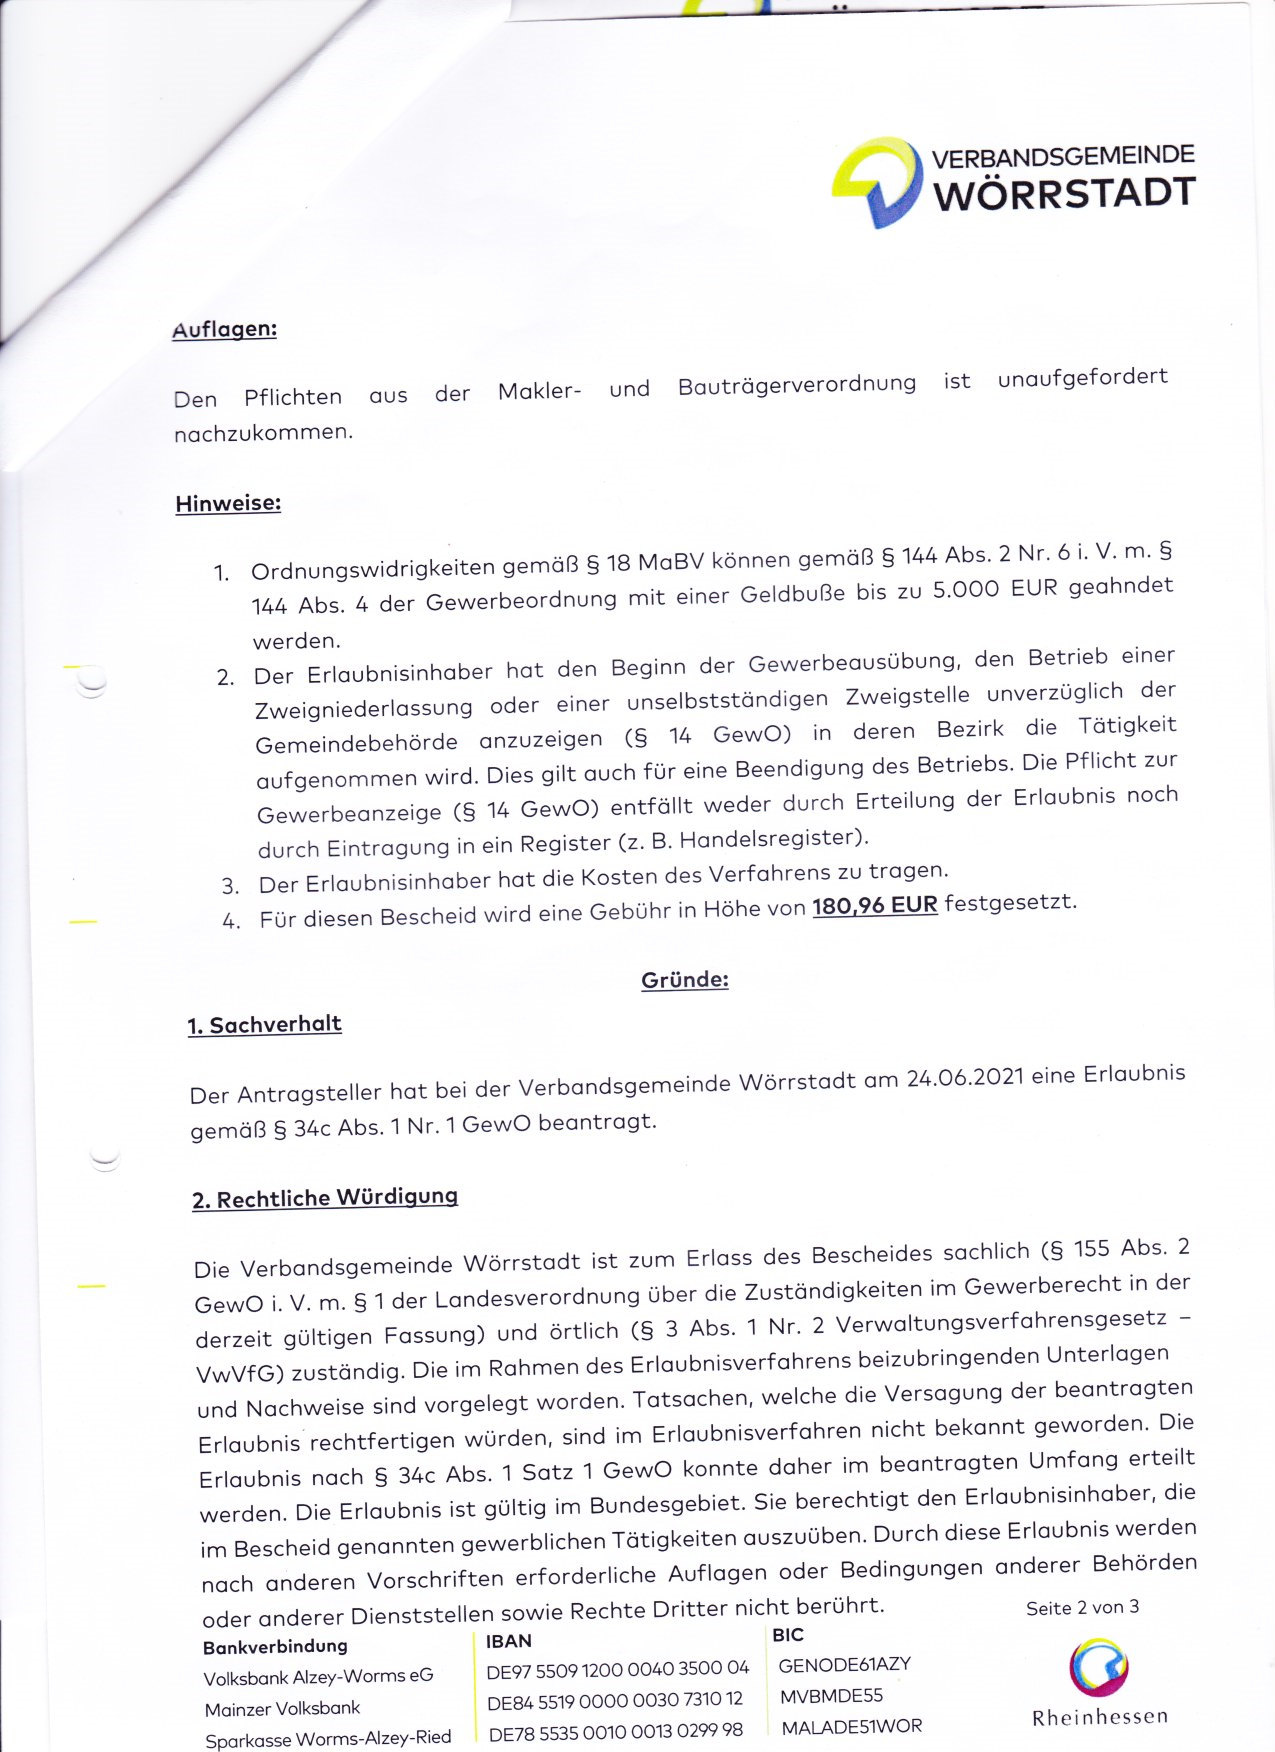 VERBANDSGEMEINDE
WÖRRSTADT
Auflagen:
Den Pflichten aus der Makler- und Bauträgerverordnung ist unaufgefordert
nachzukommen.
Hinweise:
1. Ordnungswidrigkeiten gemäß § 18 MaBV können gemäß § 144 Abs. 2 Nr. 6 i. V. m. §
144 Abs. 4 der Gewerbeordnung mit einer Geldbuße bis zu 5.000 EUR geahndet
werden.
2. Der Erlaubnisinhaber hat den Beginn der Gewerbeausübung, den Betrieb einer
Zweigniederlassung oder einer unselbstständigen Zweigstelle unverzüglich der
Gemeindebehörde anzuzeigen (§ 14 GewO) in deren Bezirk die Tätigkeit
aufgenommen wird. Dies gilt auch für eine Beendigung des Betriebs. Die Pflicht zur
Gewerbeanzeige (§ 14 GewO) entfällt weder durch Erteilung der Erlaubnis noch
durch Eintragung in ein Register (z. B. Handelsregister).
3. Der Erlaubnisinhaber hat die Kosten des Verfahrens zu tragen.
4. Für diesen Bescheid wird eine Gebühr in Höhe von 180,96 EUR festgesetzt.
Gründe:
1. Sachverhalt
Der Antragsteller hat bei der Verbandsgemeinde Wörrstadt am 24.06.2021 eine Erlaubnis
gemäß § 34c Abs. 1 Nr. 1 GewO beantragt.
2. Rechtliche Würdigung
Die Verbandsgemeinde Wörrstadt ist zum Erlass des Bescheides sachlich (§ 155 Abs. 2
GewO i. V. m. § 1 der Landesverordnung über die Zuständigkeiten im Gewerberecht in der
derzeit gültigen Fassung) und örtlich (§ 3 Abs. 1 Nr. 2 Verwaltungsverfahrensgesetz –
VwVfG) zuständig. Die im Rahmen des Erlaubnisverfahrens beizubringenden Unterlagen
und Nachweise sind vorgelegt worden. Tatsachen, welche die Versagung der beantragten
Erlaubnis rechtfertigen würden, sind im Erlaubnisverfahren nicht bekannt geworden. Die
Erlaubnis nach § 34c Abs. 1 Satz 1 GewO konnte daher im beantragten Umfang erteilt
werden. Die Erlaubnis ist gültig im Bundesgebiet. Sie berechtigt den Erlaubnisinhaber, die
im Bescheid genannten gewerblichen Tätigkeiten auszuüben. Durch diese Erlaubnis werden
nach anderen Vorschriften erforderliche Auflagen oder Bedingungen anderer Behörden
oder anderer Dienststellen sowie Rechte Dritter nicht berührt.
Seite 2 von 3
Bankverbindung IBAN BIC
Volksbank Alzey-Worms eG DE97 5509 1200 0040 3500 04 GENODE61AZY
Mainzer Volksbank DE84 5519 0000 0030 7310 12 MVBMDE55
Sparkasse Worms-Alzey-Ried DE78 5535 0010 0013 0299 98 MALADE51WOR
Rheinhessen